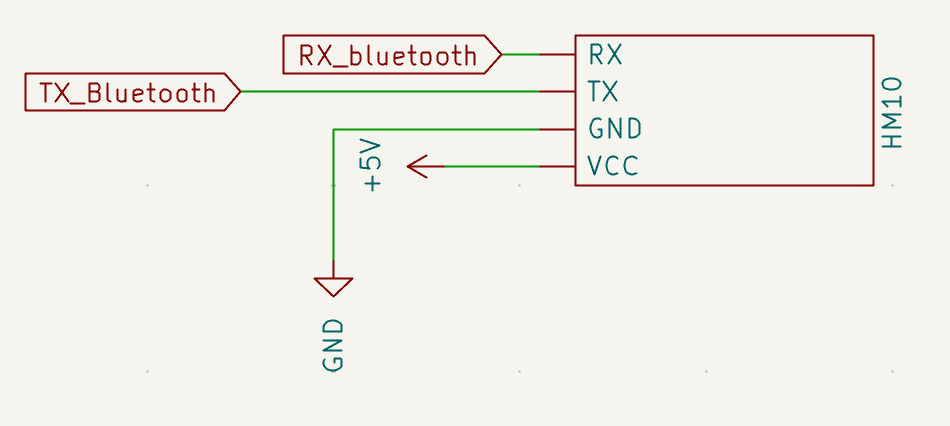 RX_bluetooth
RX
TX_Bluetooth
TX
GND
+5V
VCC
HM10
GND